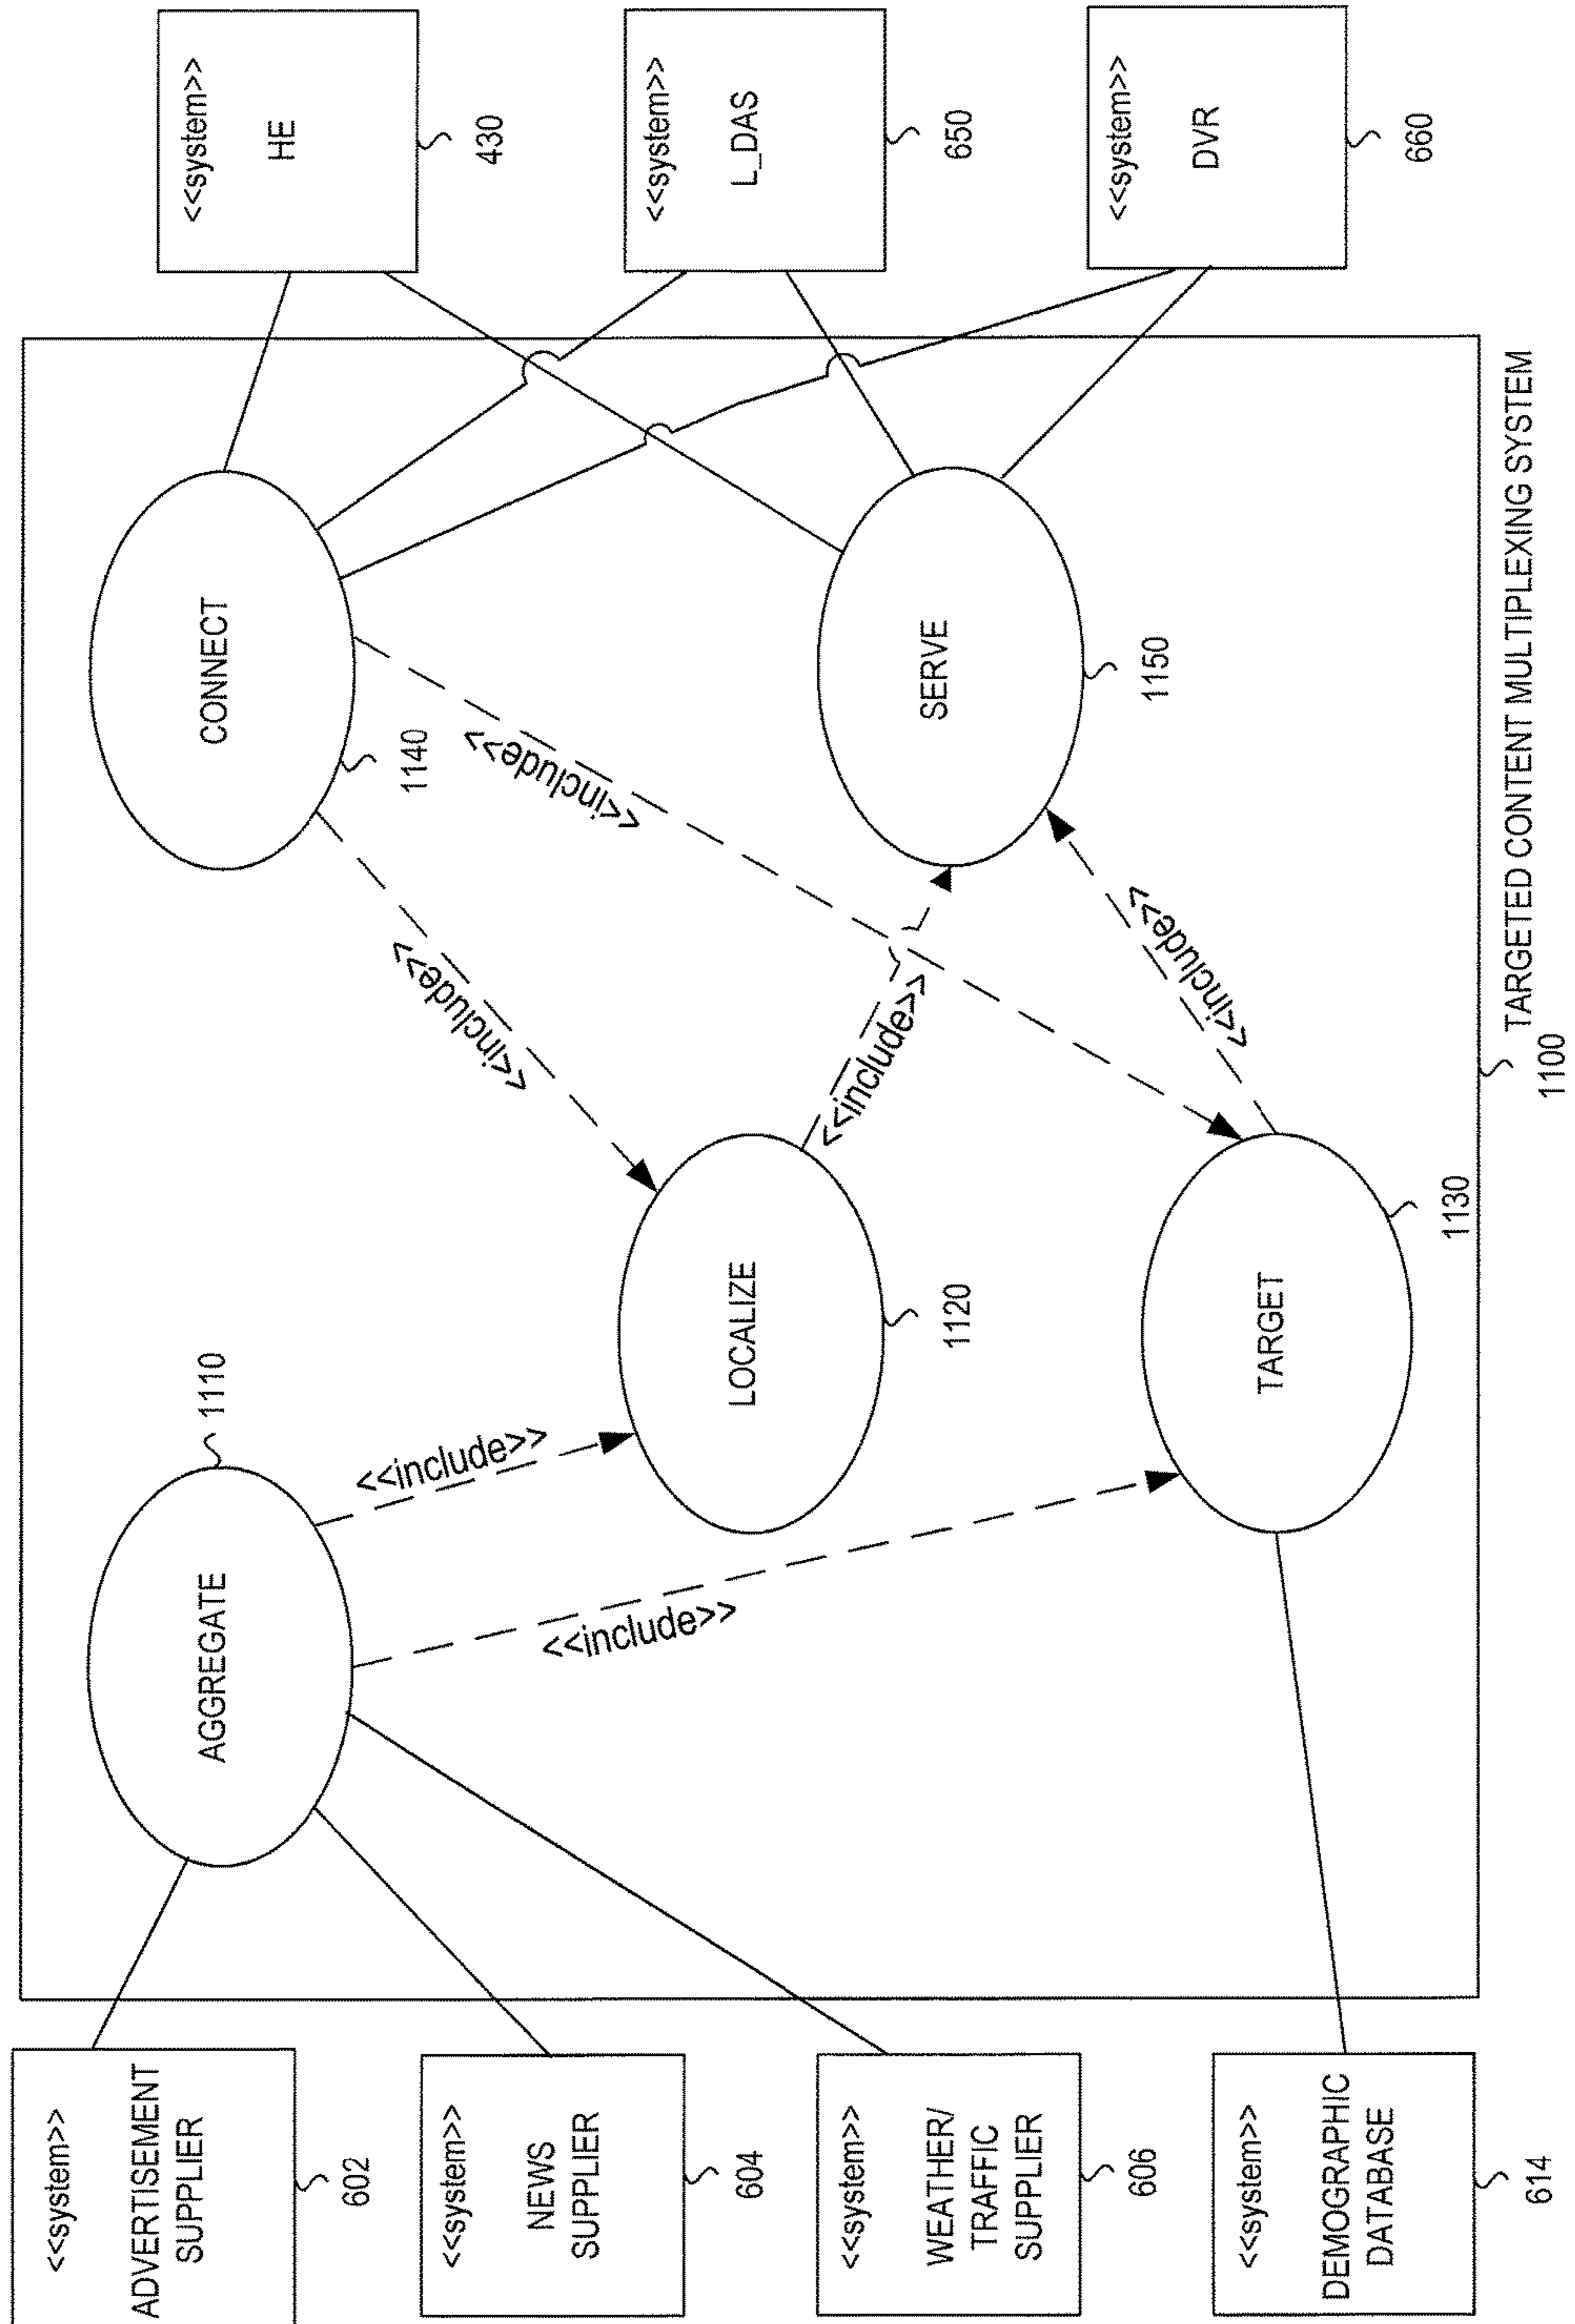 <<system>>
ADVERTISEMENT
SUPPLIER
602
<<system>>
NEWS
SUPPLIER
604
<<system>>
WEATHER/
TRAFFIC
SUPPLIER
606
<<system>>
DEMOGRAPHIC
DATABASE
614
AGGREGATE
1110
<<include>>
<<include>>
LOCALIZE
1120
TARGET
1130
<<include>>
<<include>>
<<include>>
<<include>>
CONNECT
1140
SERVE
1150
<<system>>
HE
430
<<system>>
L_DAS
650
<<system>>
DVR
660
TARGETED CONTENT MULTIPLEXING SYSTEM
1100